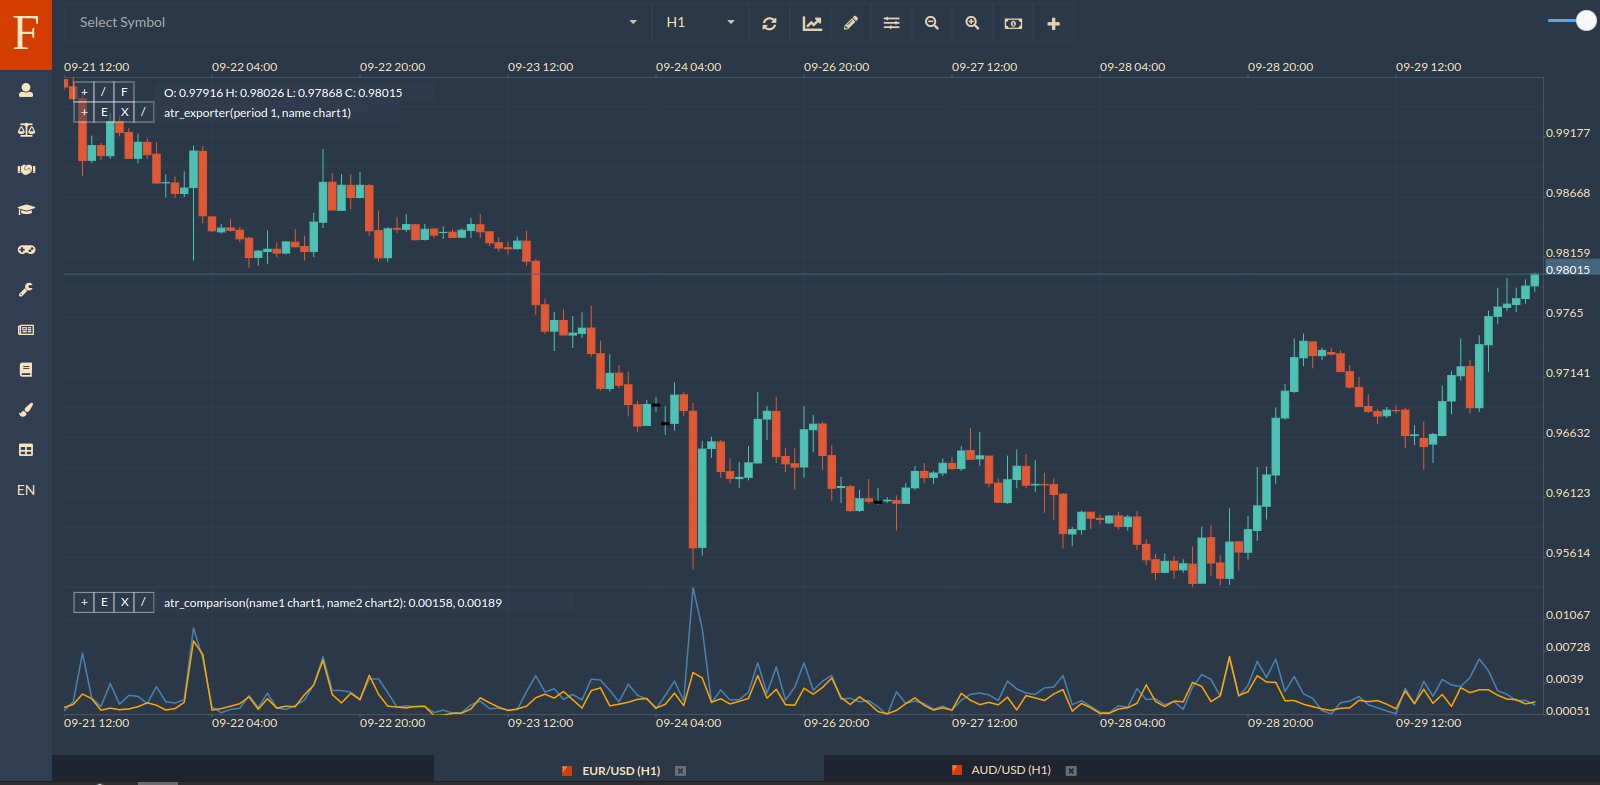 F
Select Symbol
H1
09-21 12:00 09-22 04:00 09-22 20:00 09-23 12:00 09-24 04:00 09-26 20:00 09-27 12:00 09-28 04:00 09-28 20:00 09-29 12:00
+ / F O: 0.97916 H: 0.98026 L: 0.97868 C: 0.98015
+ E X / atr_exporter(period 1, name chart1)
0.99177
0.98668
0.98159
0.98015
0.9765
0.97141
0.96632
0.96123
0.95614
EN
+ E X / atr_comparison(name1 chart1, name2 chart2): 0.00158, 0.00189
0.01067
0.00728
0.0039
0.00051
09-21 12:00 09-22 04:00 09-22 20:00 09-23 12:00 09-24 04:00 09-26 20:00 09-27 12:00 09-28 04:00 09-28 20:00 09-29 12:00
EUR/USD (H1) AUD/USD (H1)